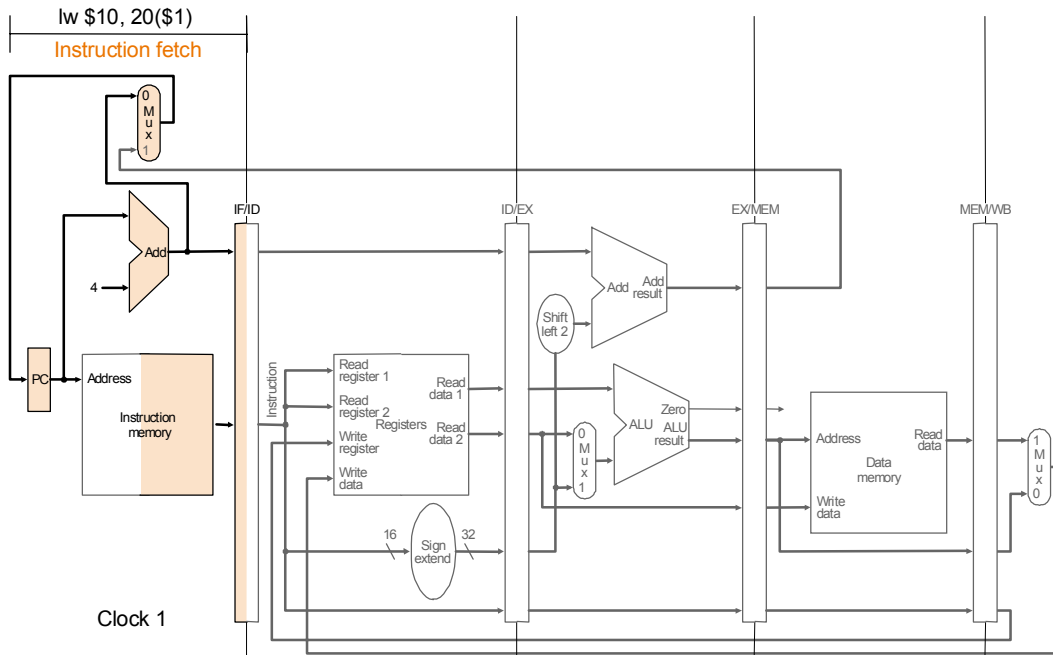 lw $10, 20($1)
Instruction fetch
0
M
u
x
1
IF/ID
ID/EX
EX/MEM
MEM/WB
Add
4
Add
Add
result
Shift
left 2
PC
Address
Instruction
memory
Instruction
Read
register 1
Read
register 2
Write
register
Write
data
Registers
Read
data 1
Read
data 2
0
M
u
x
1
ALU
Zero
ALU
result
Address
Write
data
Read
data
Data
memory
1
M
u
x
0
16
Sign
extend
32
Clock 1